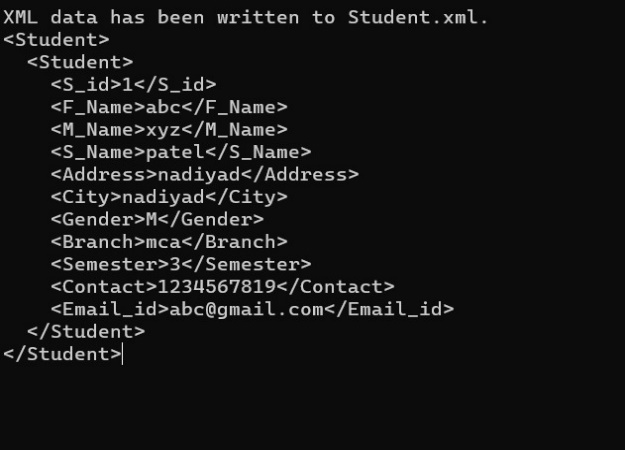 XML data has been written to Student.xml.
<Student>
  <Student>
    <S_id>1</S_id>
    <F_Name>abc</F_Name>
    <M_Name>xyz</M_Name>
    <S_Name>patel</S_Name>
    <Address>nadiyad</Address>
    <City>nadiyad</City>
    <Gender>M</Gender>
    <Branch>mca</Branch>
    <Semester>3</Semester>
    <Contact>1234567819</Contact>
    <Email_id>abc@gmail.com</Email_id>
  </Student>
</Student>